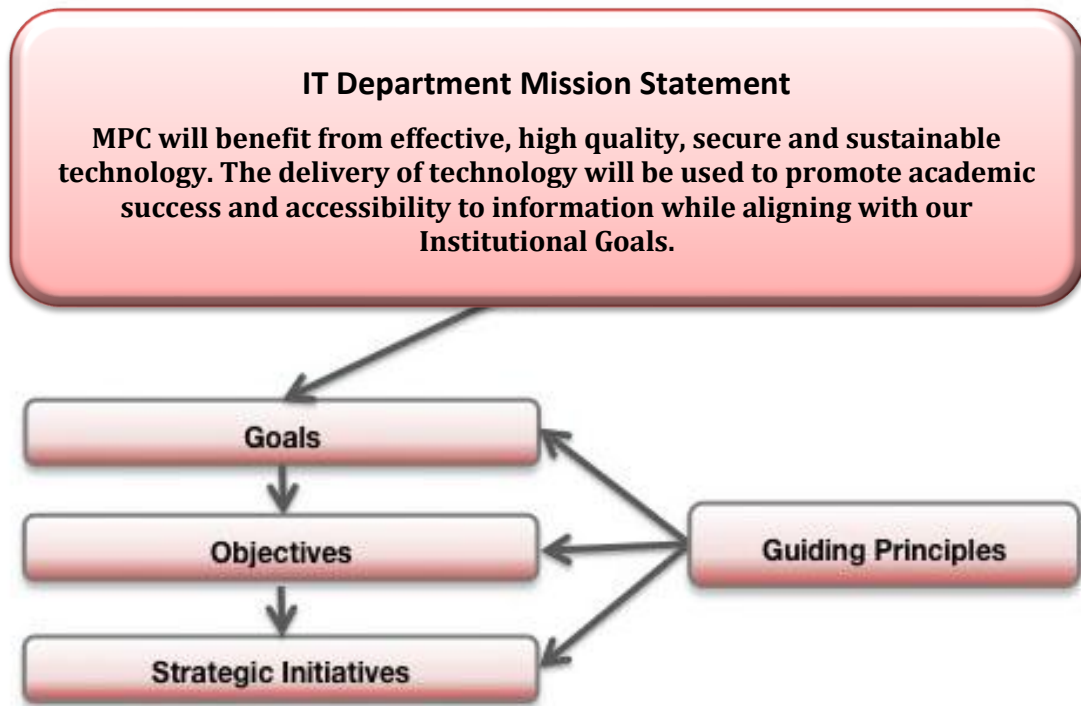 IT Department Mission Statement
MPC will benefit from effective, high quality, secure and sustainable
technology. The delivery of technology will be used to promote academic
success and accessibility to information while aligning with our
Institutional Goals.
Goals
Objectives
Guiding Principles
Strategic Initiatives